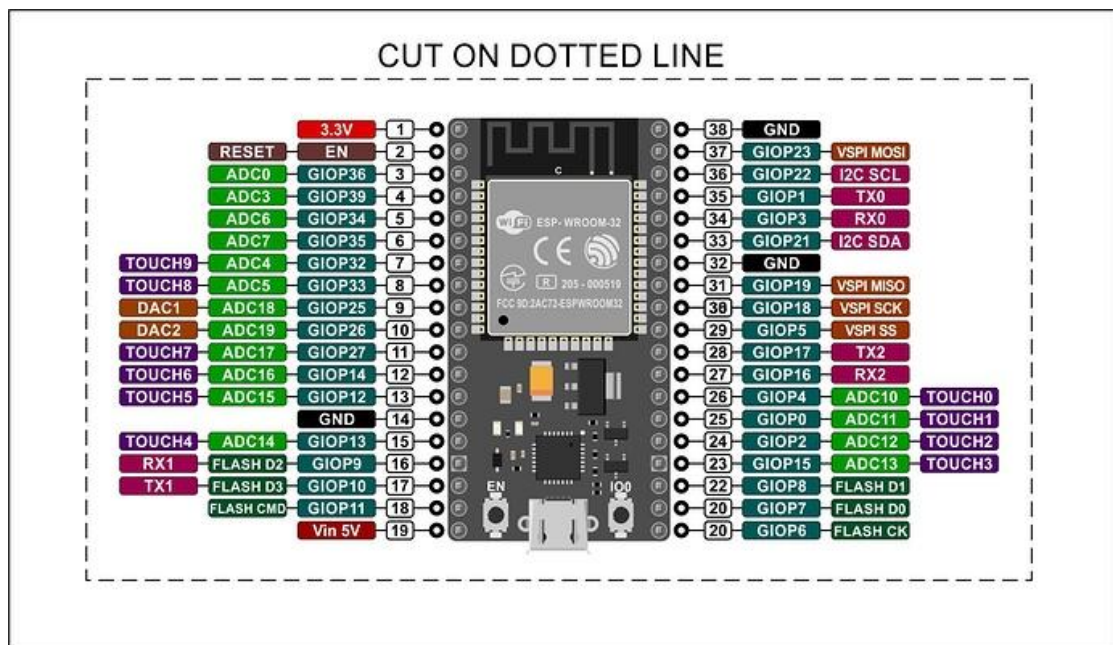 CUT ON DOTTED LINE
3.3V 1 38 GND
RESET EN 2 37 GIOP23 VSPI MOSI
ADC0 GIOP36 3 36 GIOP22 I2C SCL
ADC3 GIOP39 4 35 GIOP1 TX0
ADC6 GIOP34 5 34 GIOP3 RX0
ADC7 GIOP35 6 33 GIOP21 I2C SDA
TOUCH9 ADC4 GIOP32 7 32 GND
TOUCH8 ADC5 GIOP33 8 31 GIOP19 VSPI MISO
DAC1 ADC18 GIOP25 9 30 GIOP18 VSPI SCK
DAC2 ADC19 GIOP26 10 29 GIOP5 VSPI SS
TOUCH7 ADC17 GIOP27 11 28 GIOP17 TX2
TOUCH6 ADC16 GIOP14 12 27 GIOP16 RX2
TOUCH5 ADC15 GIOP12 13 26 GIOP4 ADC10 TOUCH0
GND 14 25 GIOP0 ADC11 TOUCH1
TOUCH4 ADC14 GIOP13 15 24 GIOP2 ADC12 TOUCH2
RX1 FLASH D2 GIOP9 16 23 GIOP15 ADC13 TOUCH3
TX1 FLASH D3 GIOP10 17 22 GIOP8 FLASH D1
FLASH CMD GIOP11 18 20 GIOP7 FLASH D0
Vin 5V 19 20 GIOP6 FLASH CK
C
WiFi ESP-WROOM-32
CE
R 205-000519
FCC 9D:2AC72-ESPWROOM32
EN IO0